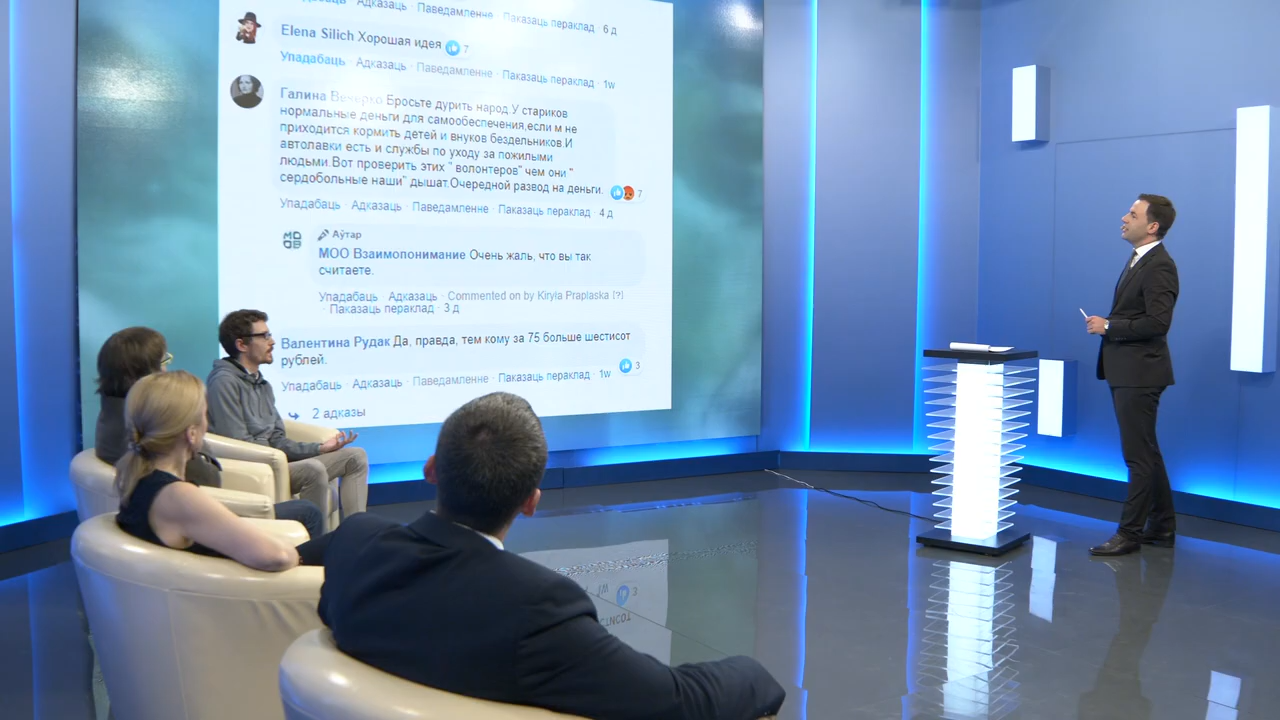 Адказаць · Паведамленне · Паказаць пераклад · 6 д
Elena Silich Хорошая идея 7
Упадабаць · Адказаць · Паведамленне · Паказаць пераклад · 1w
Галина Вечерко Бросьте дурить народ.У стариков
нормальные деньги для самообеспечения,если м не
приходится кормить детей и внуков бездельников.И
автолавки есть и службы по уходу за пожилыми
людьми.Вот проверить этих " волонтеров" чем они "
сердобольные наши" дышат.Очередной развод на деньги. 7
Упадабаць · Адказаць · Паведамленне · Паказаць пераклад · 4 д
Аўтар
МОО Взаимопонимание Очень жаль, что вы так
считаете.
Упадабаць · Адказаць · Commented on by Kiryla Praplaska [?]
· Паказаць пераклад · 3 д
Валентина Рудак Да, правда, тем кому за 75 больше шестисот
рублей. 3
Упадабаць · Адказаць · Паведамленне · Паказаць пераклад · 1w
2 адказы